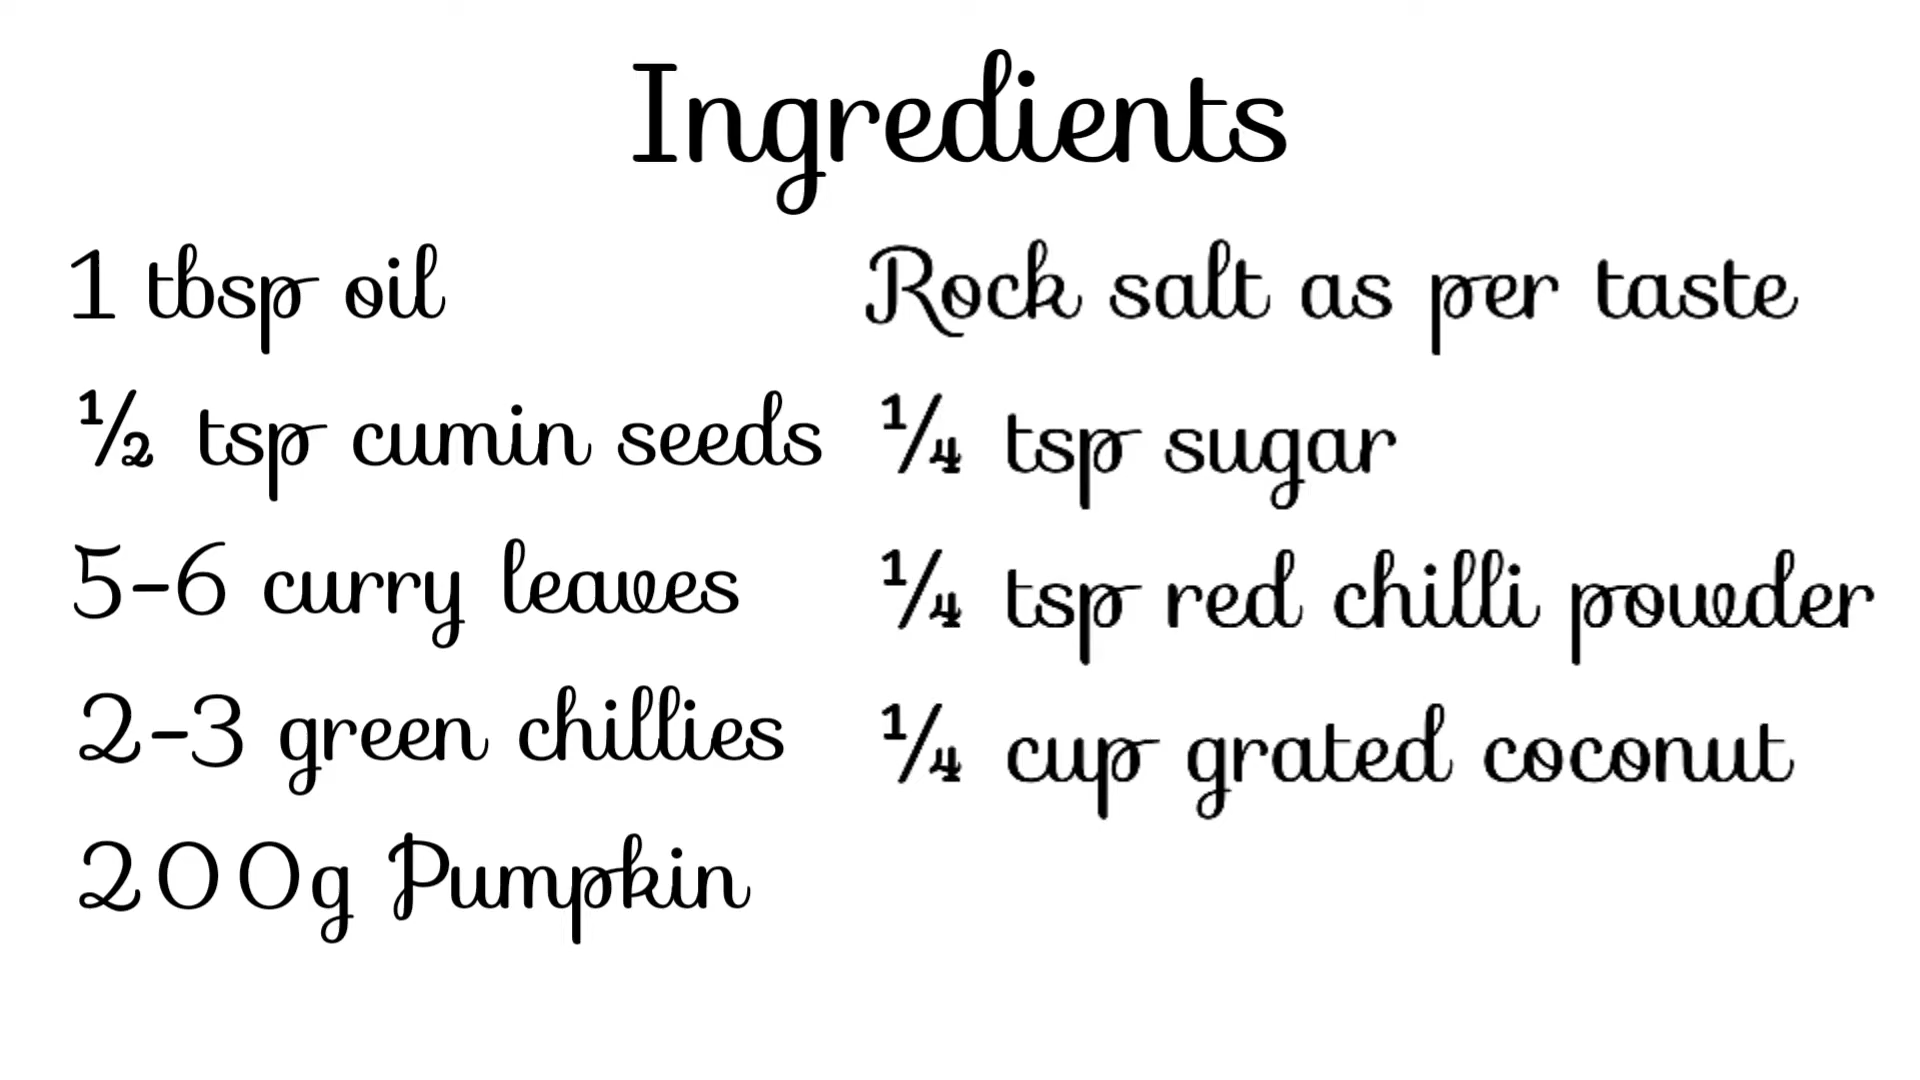 Ingredients
1 tbsp oil
½ tsp cumin seeds
5-6 curry leaves
2-3 green chillies
200g Pumpkin
Rock salt as per taste
¼ tsp sugar
¼ tsp red chilli powder
¼ cup grated coconut